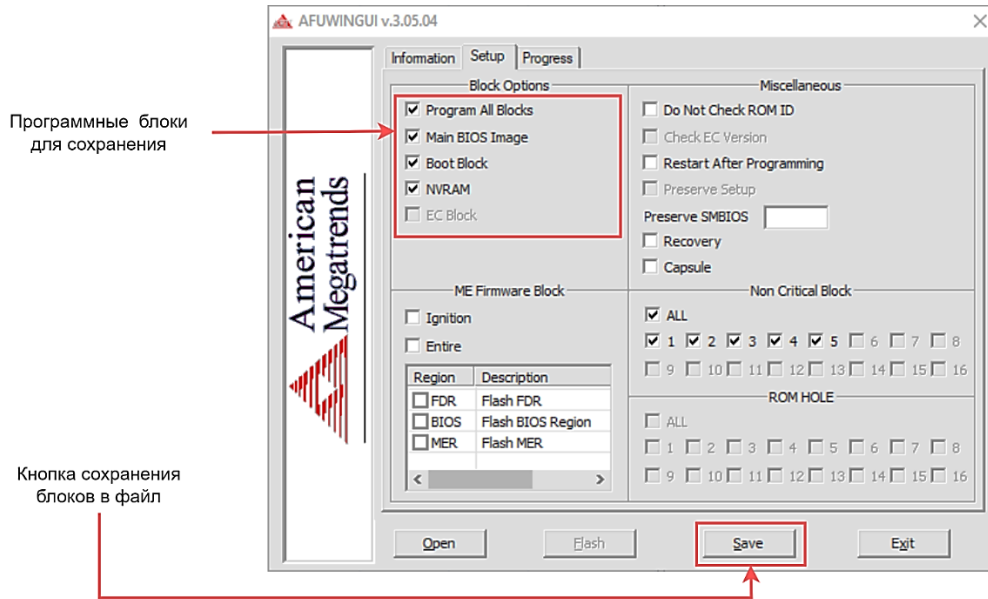 AFUWINGUI v.3.05.04
Information Setup Progress
Block Options
Program All Blocks
Main BIOS Image
Boot Block
NVRAM
EC Block
Miscellaneous
Do Not Check ROM ID
Check EC Version
Restart After Programming
Preserve Setup
Preserve SMBIOS
Recovery
Capsule
Программные блоки
для сохранения
American
Megatrends
ME Firmware Block
Ignition
Entire
Region Description
FDR Flash FDR
BIOS Flash BIOS Region
MER Flash MER
Non Critical Block
ALL
1 2 3 4 5 6 7 8
9 10 11 12 13 14 15 16
ROM HOLE
ALL
1 2 3 4 5 6 7 8
9 10 11 12 13 14 15 16
Кнопка сохранения
блоков в файл
Open Flash Save Exit